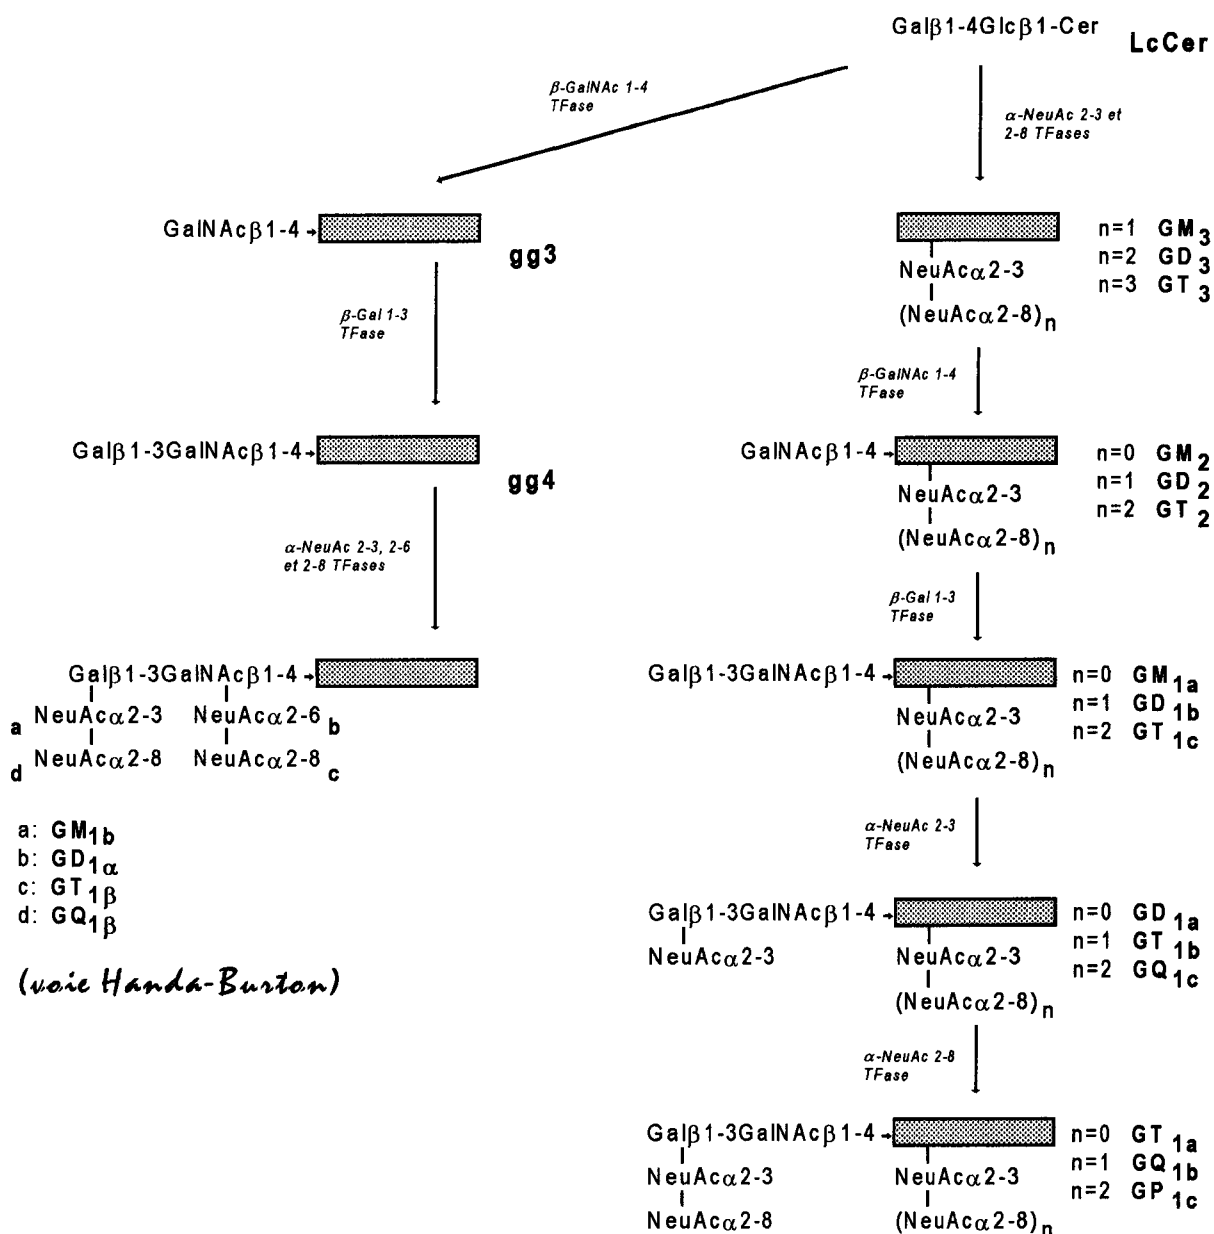 Galβ1-4Glcβ1-Cer LcCer
β-GalNAc 1-4
TFase
α-NeuAc 2-3 et
2-8 TFases
GalNAcβ1-4
gg3
n=1 GM3
n=2 GD3
n=3 GT3
NeuAcα2-3
(NeuAcα2-8)n
β-Gal 1-3
TFase
β-GalNAc 1-4
TFase
Galβ1-3GalNAcβ1-4
gg4
GalNAcβ1-4
n=0 GM2
n=1 GD2
n=2 GT2
NeuAcα2-3
(NeuAcα2-8)n
α-NeuAc 2-3, 2-6
et 2-8 TFases
β-Gal 1-3
TFase
Galβ1-3GalNAcβ1-4
a NeuAcα2-3 NeuAcα2-6 b
d NeuAcα2-8 NeuAcα2-8 c
Galβ1-3GalNAcβ1-4
n=0 GM1a
n=1 GD1b
n=2 GT1c
NeuAcα2-3
(NeuAcα2-8)n
a: GM1b
b: GD1α
c: GT1β
d: GQ1β
(voie Handa-Burton)
α-NeuAc 2-3
TFase
Galβ1-3GalNAcβ1-4
NeuAcα2-3
n=0 GD1a
n=1 GT1b
n=2 GQ1c
NeuAcα2-3
(NeuAcα2-8)n
α-NeuAc 2-8
TFase
Galβ1-3GalNAcβ1-4
NeuAcα2-3
NeuAcα2-8
n=0 GT1a
n=1 GQ1b
n=2 GP1c
NeuAcα2-3
(NeuAcα2-8)n